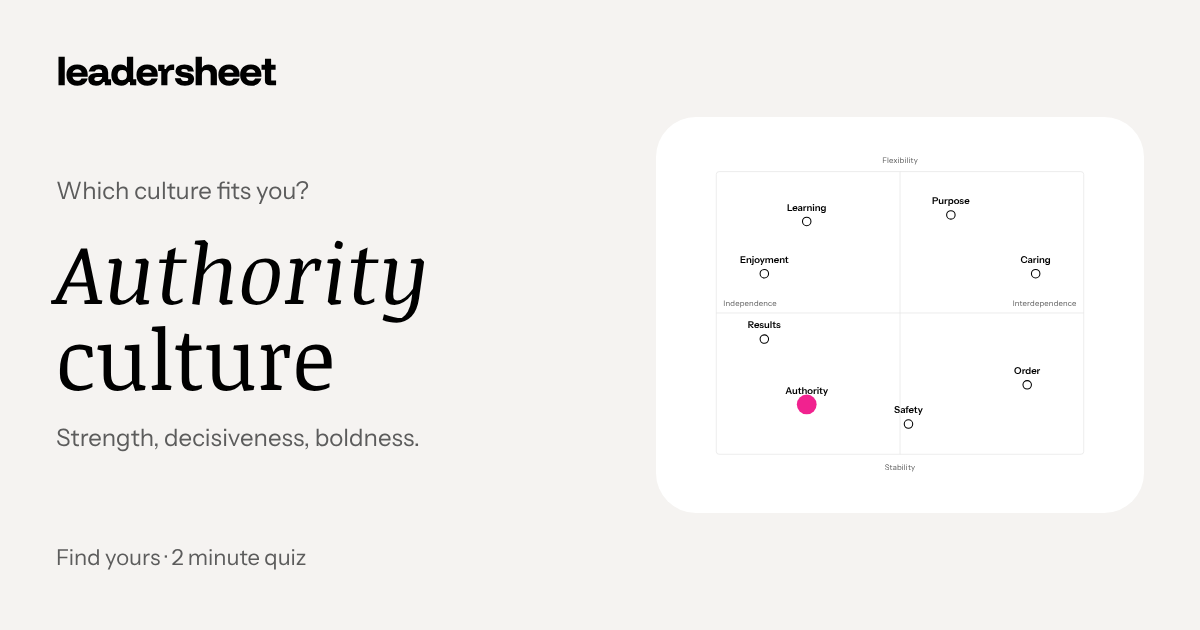 leadersheet
Which culture fits you?
Authority
culture
Strength, decisiveness, boldness.
Find yours · 2 minute quiz
Flexibility
Purpose
Learning
Enjoyment
Caring
Independence
Interdependence
Results
Order
Authority
Safety
Stability